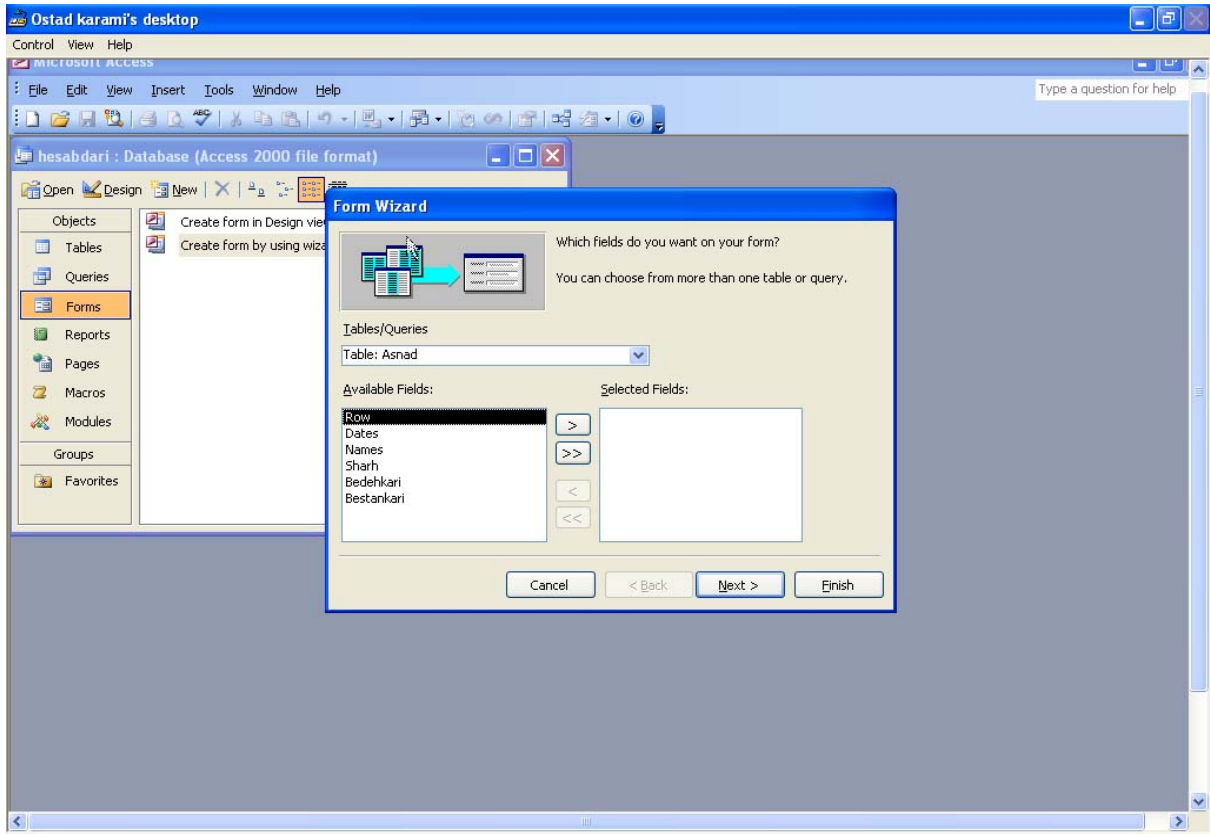 Ostad karami's desktop
Control View Help
Microsoft Access
File Edit View Insert Tools Window Help
Type a question for help
hesabdari : Database (Access 2000 file format)
Open Design New
Objects
Tables
Queries
Forms
Reports
Pages
Macros
Modules
Groups
Favorites
Create form in Design vie
Create form by using wiza
Form Wizard
Which fields do you want on your form?
You can choose from more than one table or query.
Tables/Queries
Table: Asnad
Available Fields:
Selected Fields:
Row
Dates
Names
Sharh
Bedehkari
Bestankari
>
>>
<
<<
Cancel
< Back
Next >
Finish